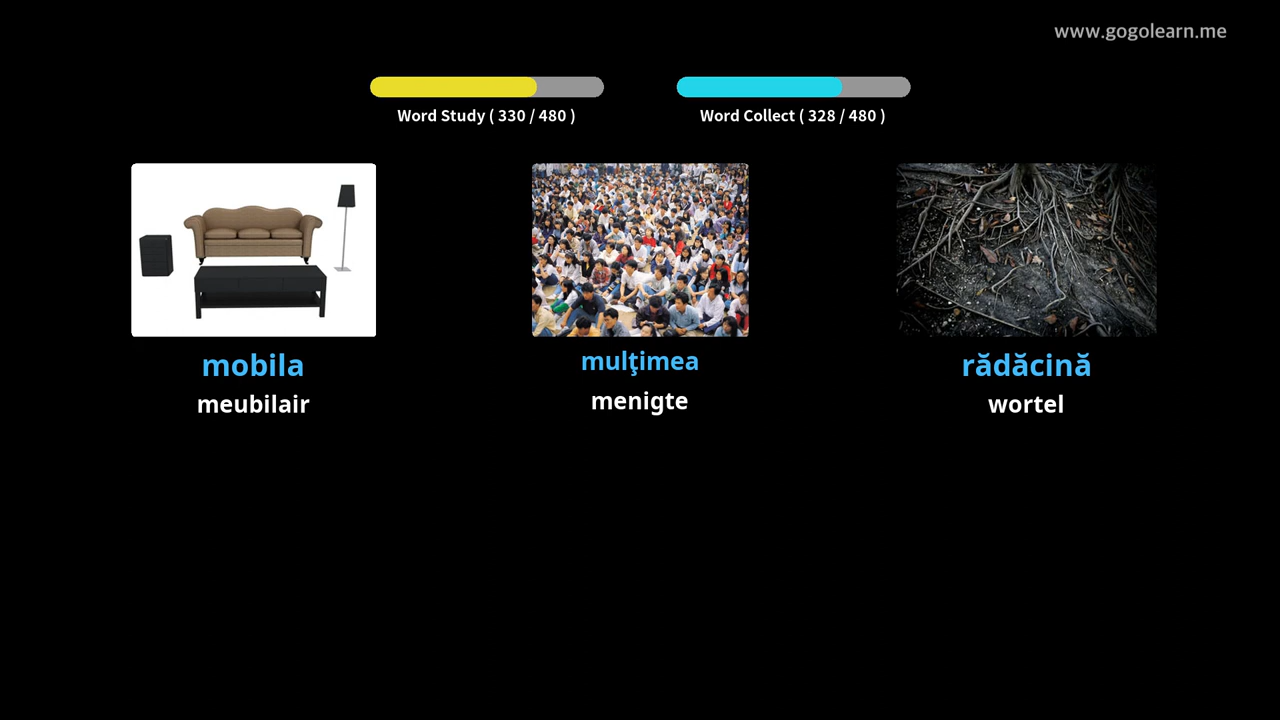 www.gogolearn.me
Word Study ( 330 / 480 )
Word Collect ( 328 / 480 )
mobila
mulţimea
rădăcină
meubilair
menigte
wortel